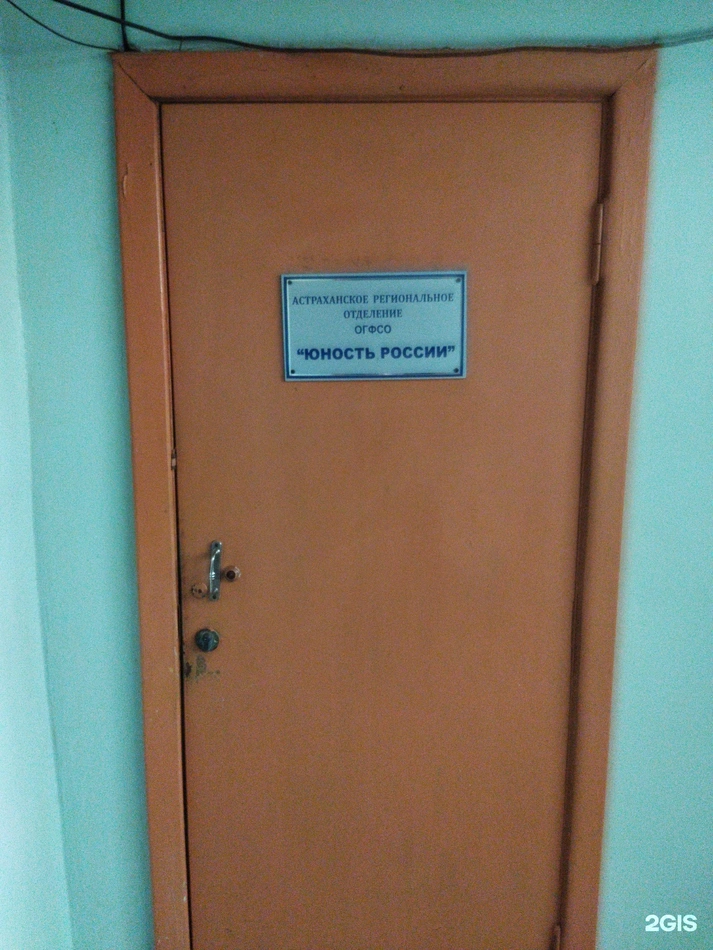 АСТРАХАНСКОЕ РЕГИОНАЛЬНОЕ
ОТДЕЛЕНИЕ
ОГФСО
“ЮНОСТЬ РОССИИ”
2GIS